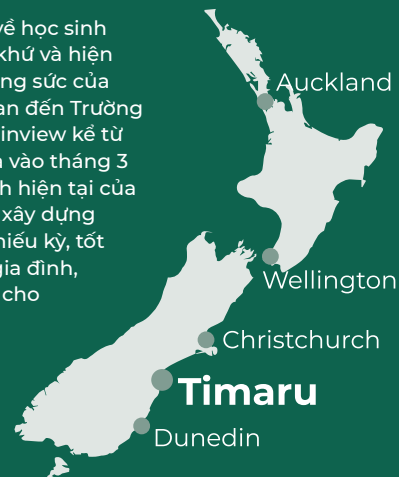 về học sinh
khứ và hiện
ng sức của
an đến Trường
inview kể từ
vào tháng 3
h hiện tại của
xây dựng
hiếu kỳ, tốt
gia đình,
cho
Auckland
Wellington
Christchurch
Timaru
Dunedin